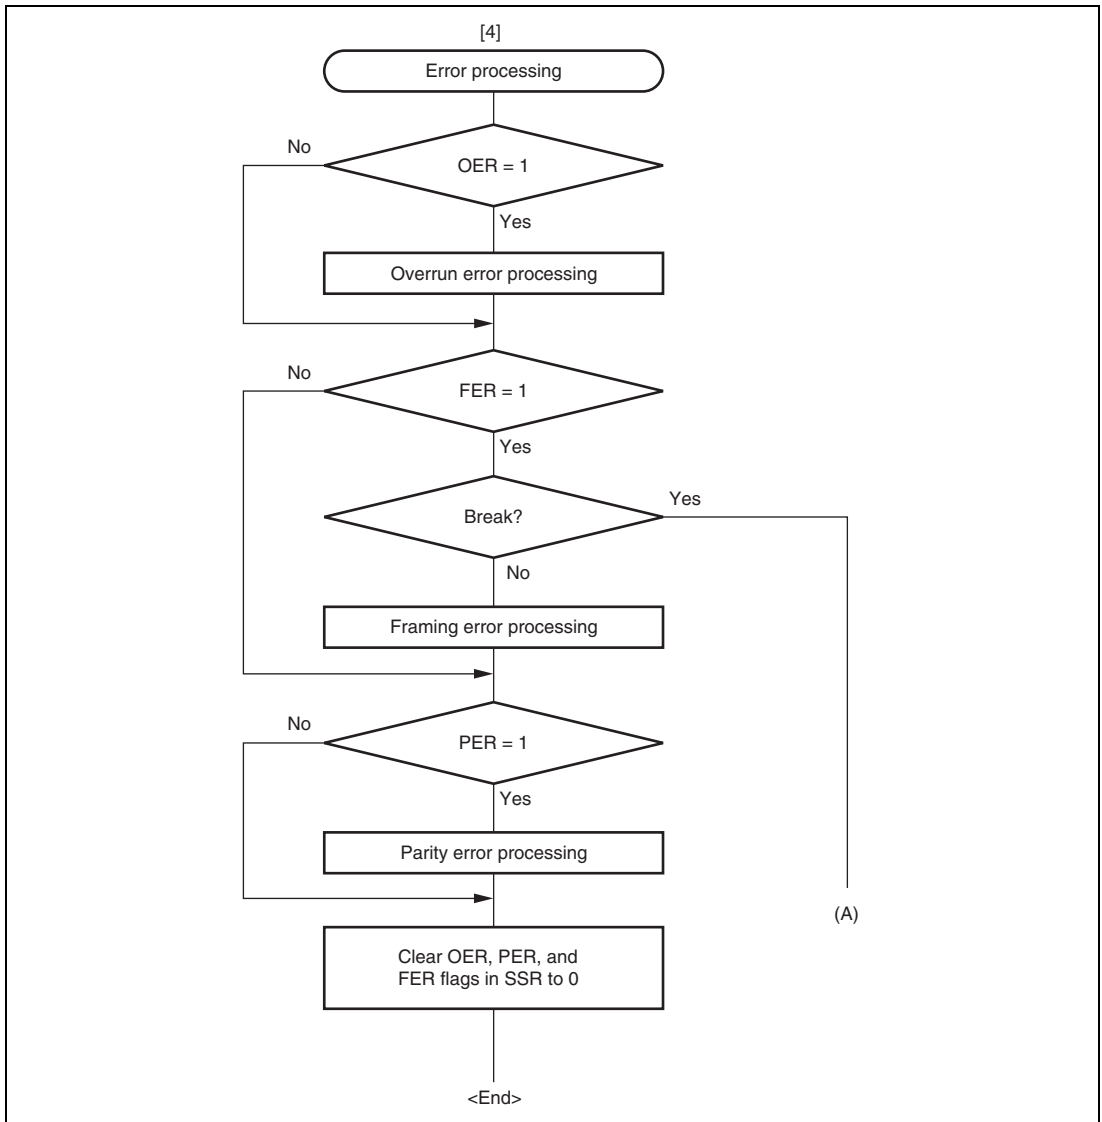 [4]
Error processing
No
OER = 1
Yes
Overrun error processing
No
FER = 1
Yes
Break?
Yes
No
Framing error processing
No
PER = 1
Yes
Parity error processing
(A)
Clear OER, PER, and
FER flags in SSR to 0
<End>